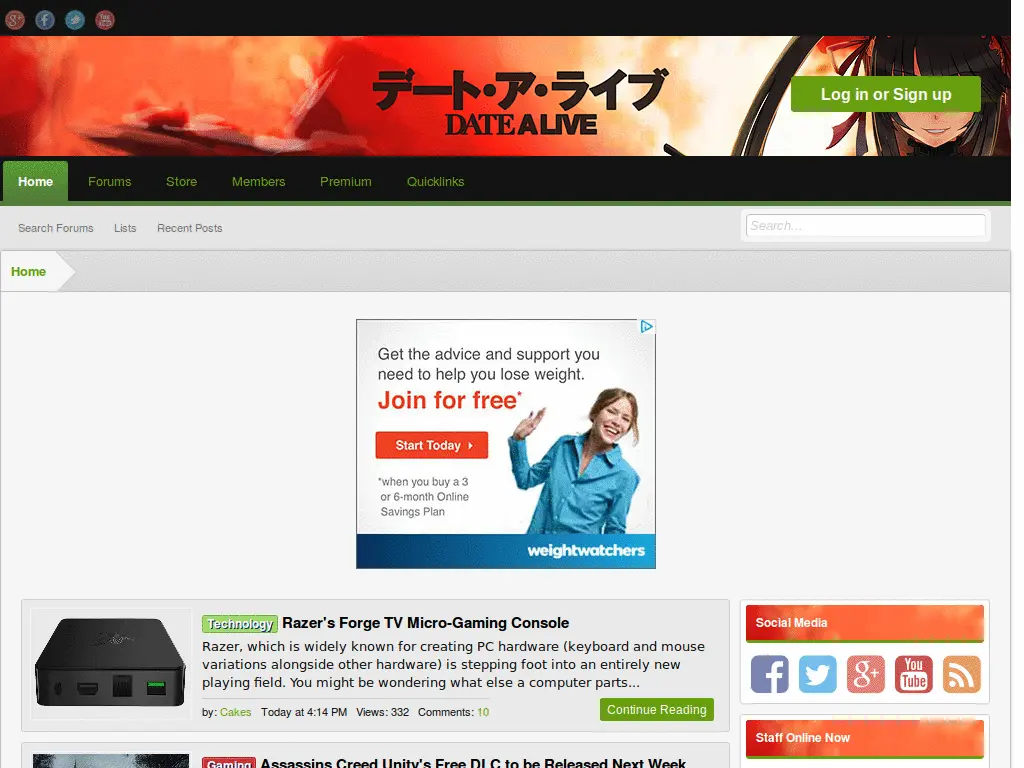 デート・ア・ライブ
DATE A LIVE
Log in or Sign up
Home
Forums
Store
Members
Premium
Quicklinks
Search Forums
Lists
Recent Posts
Search...
Home
Get the advice and support you
need to help you lose weight.
Join for free*
Start Today
*when you buy a 3
or 6-month Online
Savings Plan
weightwatchers
Technology Razer's Forge TV Micro-Gaming Console
Razer, which is widely known for creating PC hardware (keyboard and mouse
variations alongside other hardware) is stepping foot into an entirely new
playing field. You might be wondering what else a computer parts...
by: Cakes Today at 4:14 PM Views: 332 Comments: 10
Continue Reading
Social Media
g+
You
Tube
Staff Online Now
Gaming Assassins Creed Unity's Free DLC to be Released Next Week